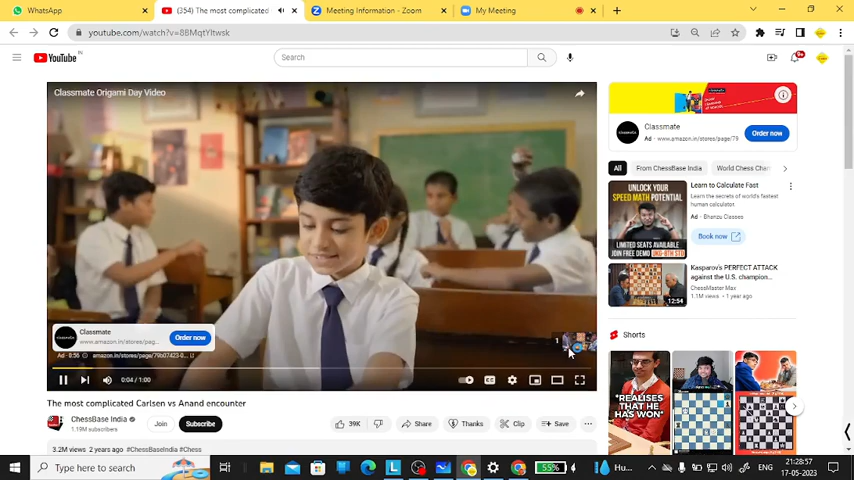 WhatsApp
(354) The most complicated
Meeting Information - Zoom
My Meeting
youtube.com/watch?v=8BMqtYltwsk
YouTube IN
Search
9+
Classmate Origami Day Video
Classmate
Ad
Order now
All
From ChessBase India
World Chess Cham
Learn to Calculate Fast
Learn the secrets of world's fastest
human calculator.
Ad · Bhanzu Classes
Book now
UNLOCK YOUR
SPEED MATH
POTENTIAL
LIMITED SEATS AVAILABLE
Kasparov's PERFECT ATTACK
against the U.S. champion...
ChessMaster Max
1.1M views • 1 year ago
12:54
Classmate
www.amazon.in/stores/pag...
Order now
1
0:04 / 1:00
Shorts
*REALISES
THAT HE
HAS WON*
The most complicated Carlsen vs Anand encounter
ChessBase India
1.19M subscribers
Join
Subscribe
39K
Share
Thanks
Clip
Save
3.2M views 2 years ago #ChessBaseIndia #Chess
Type here to search
55%
Hu...
ENG
21:28:57
17-05-2023